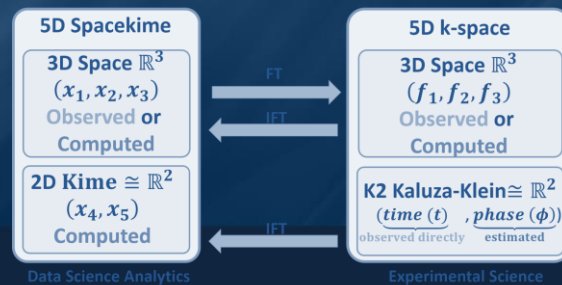 5D Spacekime
3D Space ℝ³
(x₁, x₂, x₃)
Observed or
Computed
2D Kime ≅ ℝ²
(x₄, x₅)
Computed
Data Science Analytics
FT
IFT
IFT
5D k-space
3D Space ℝ³
(f₁, f₂, f₃)
Observed or
Computed
K2 Kaluza-Klein≅ ℝ²
(time (t) , phase (ϕ))
observed directly estimated
Experimental Science